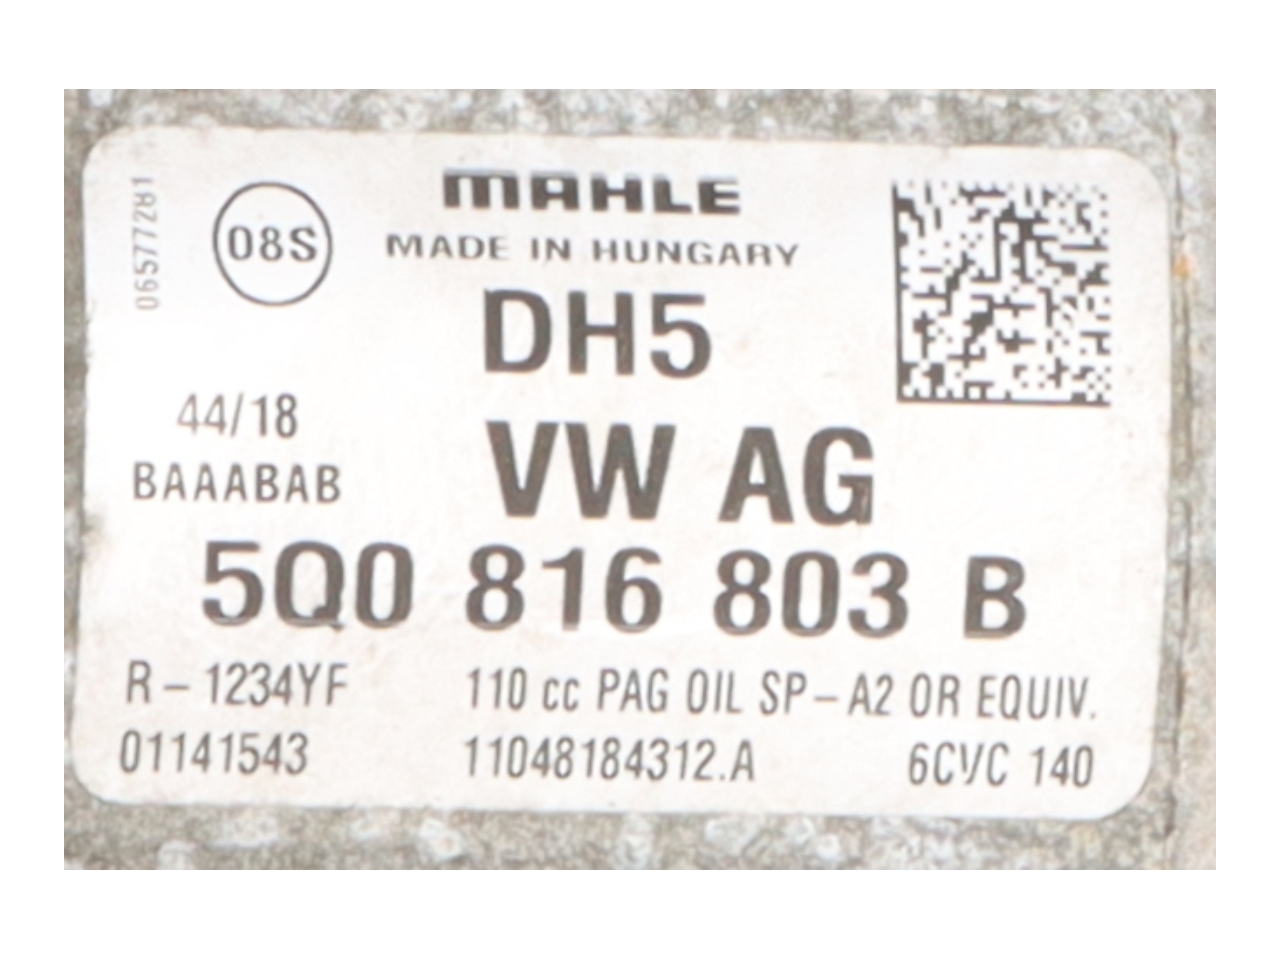 06577281
08S
MAHLE
MADE IN HUNGARY
DH5
44/18
VW AG
BAAABAB
5Q0 816 803 B
R-1234YF 110 cc PAG OIL SP-A2 OR EQUIV.
01141543 11048184312.A 6CVC 140